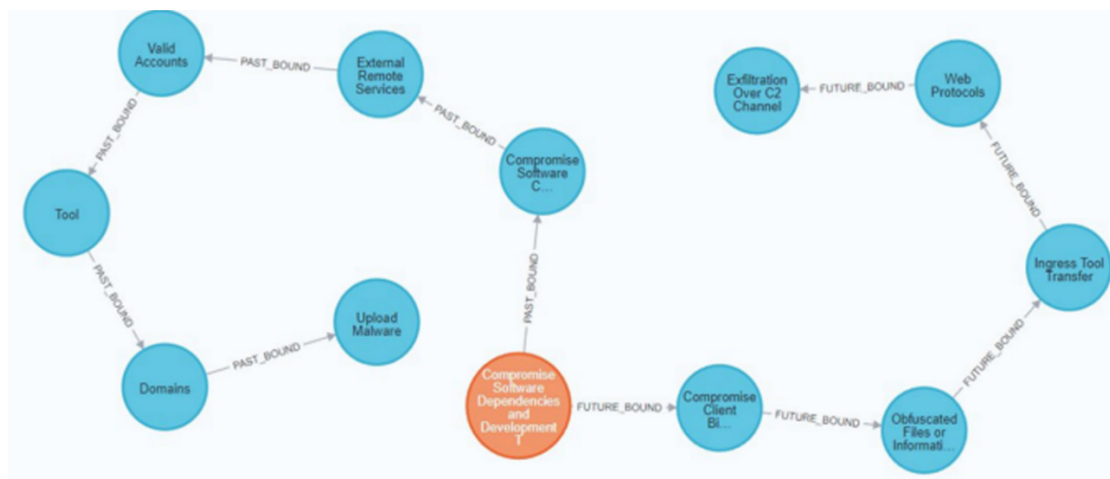 Valid
Accounts
PAST_BOUND
External
Remote
Services
PAST_BOUND
Compromise
Software
C...
PAST_BOUND
Tool
PAST_BOUND
Domains
PAST_BOUND
Upload
Malware
PAST_BOUND
Compromise
Software
Dependencies
and
Development
T
FUTURE_BOUND
Compromise
Client
Bi...
FUTURE_BOUND
Obfuscated
Files or
Informati...
FUTURE_BOUND
Ingress Tool
Transfer
FUTURE_BOUND
Web
Protocols
FUTURE_BOUND
Exfiltration
Over C2
Channel